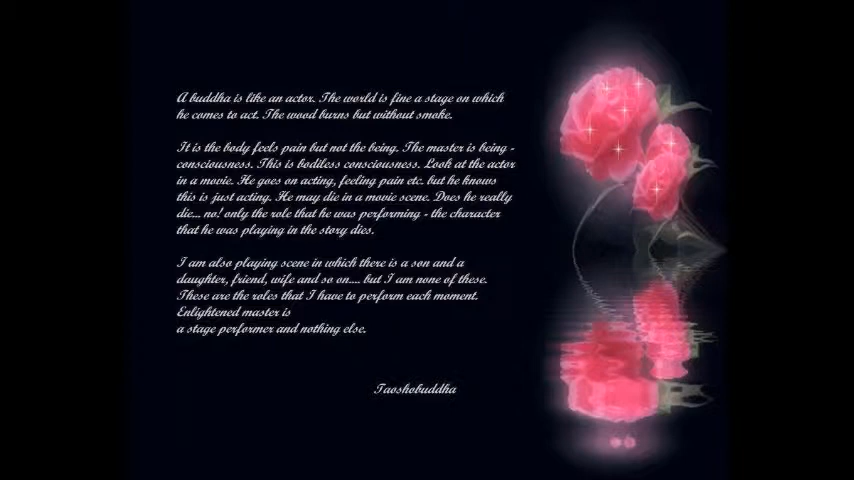 A buddha is like an actor. The world is fine a stage on which
he comes to act. The wood burns but without smoke.
It is the body feels pain but not the being. The master is being -
consciousness. This is bodiless consciousness. Look at the actor
in a movie. He goes on acting, feeling pain etc. but he knows
this is just acting. He may die in a movie scene. Does he really
die... no! only the role that he was performing - the character
that he was playing in the story dies.
I am also playing scene in which there is a son and a
daughter, friend, wife and so on.... but I am none of these.
These are the roles that I have to perform each moment.
Enlightened master is
a stage performer and nothing else.
Taoshobuddha